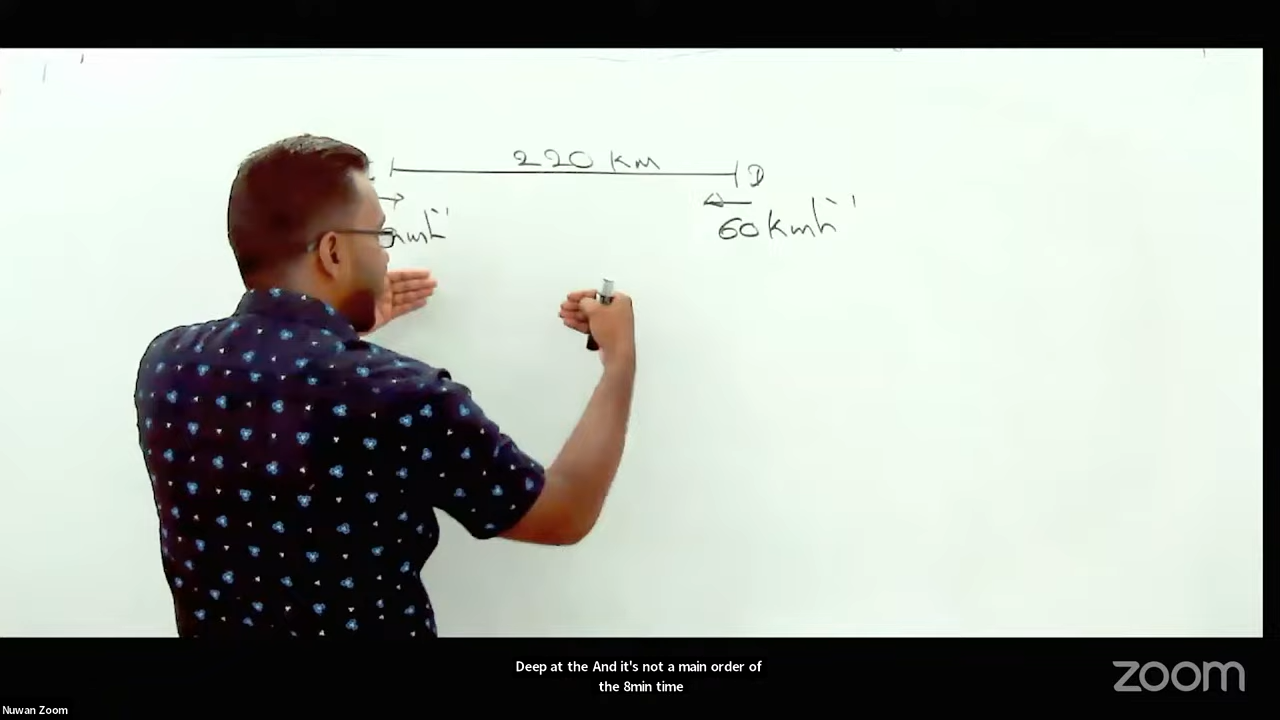 220 km
D
60 kmh⁻¹
Deep at the And it's not a main order of
the 8min time
zoom
Nuwan Zoom